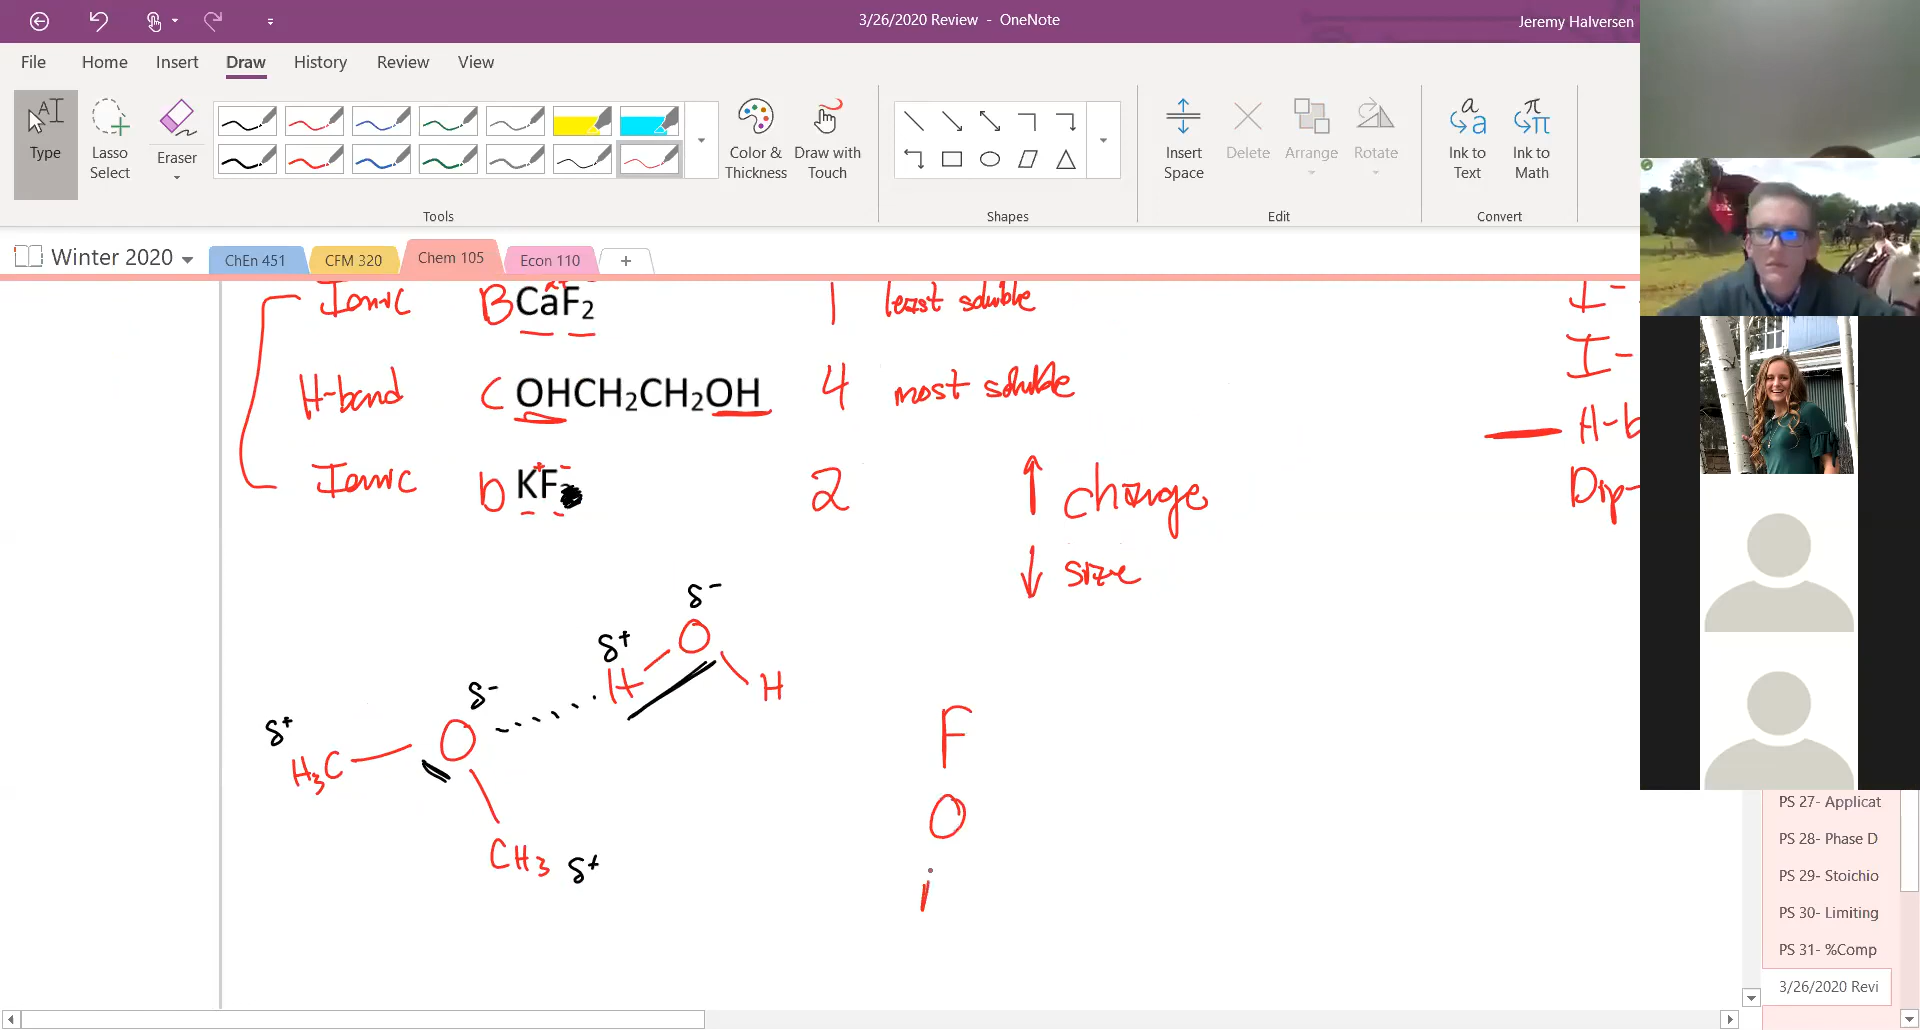 3/26/2020 Review - OneNote
Jeremy Halversen
File Home Insert Draw History Review View
Type
Lasso Select
Eraser
Color & Thickness
Draw with Touch
Insert Space
Delete
Arrange
Rotate
Ink to Text
Ink to Math
Tools
Shapes
Edit
Convert
Winter 2020
ChEn 451
CFM 320
Chem 105
Econ 110
+
Ionic B CaF₂ 1 least soluble
I-
I-
H-bond C OHCH₂CH₂OH 4 most soluble
H-b
Ionic D K⁺F⁻ 2 ↑ charge
Dip-
↓ size
δ-
δ+ O
δ- H H
δ+ O
H₃C
CH₃ δ+
F
O
PS 27- Applicat
PS 28- Phase D
PS 29- Stoichio
PS 30- Limiting
PS 31- %Comp
3/26/2020 Revi